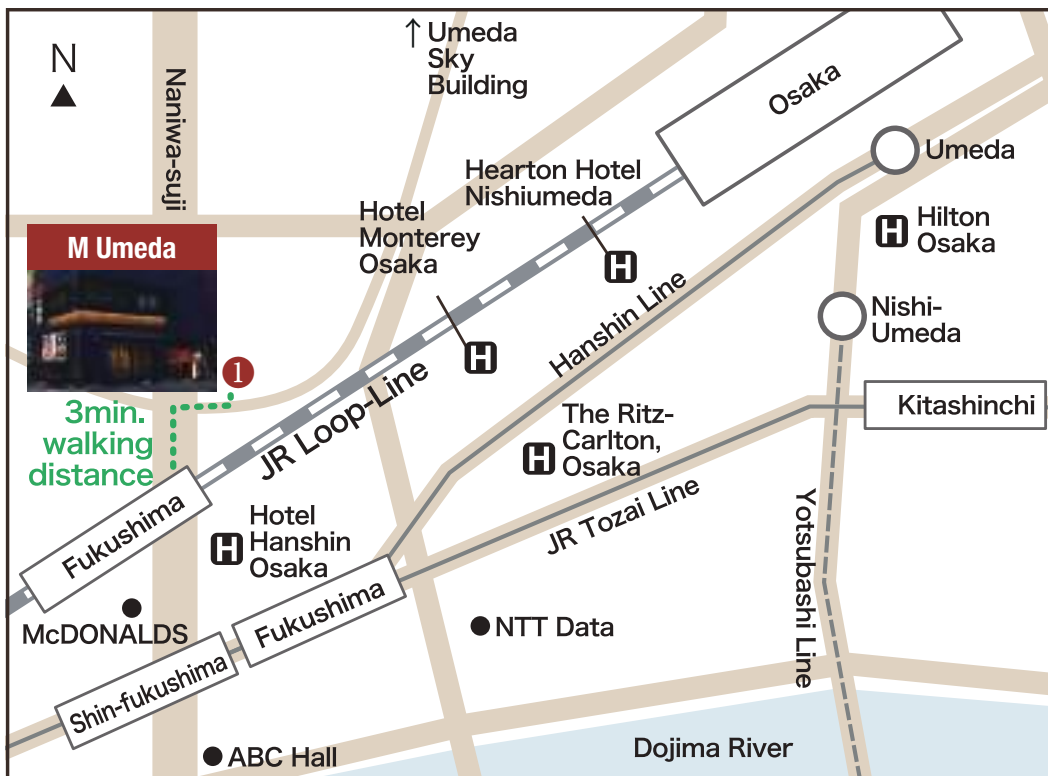 N
Naniwa-suji
↑ Umeda
Sky
Building
Osaka
Umeda
Hearton Hotel
Nishiumeda
Hotel
Monterey
Osaka
H
H
H
Hilton
Osaka
M Umeda
Nishi-
Umeda
Hanshin Line
1
3min.
walking
distance
JR Loop-Line
Kitashinchi
H
The Ritz-
Carlton,
Osaka
JR Tozai Line
Yotsubashi Line
Fukushima
H
Hotel
Hanshin
Osaka
McDONALDS
Fukushima
NTT Data
Shin-fukushima
ABC Hall
Dojima River